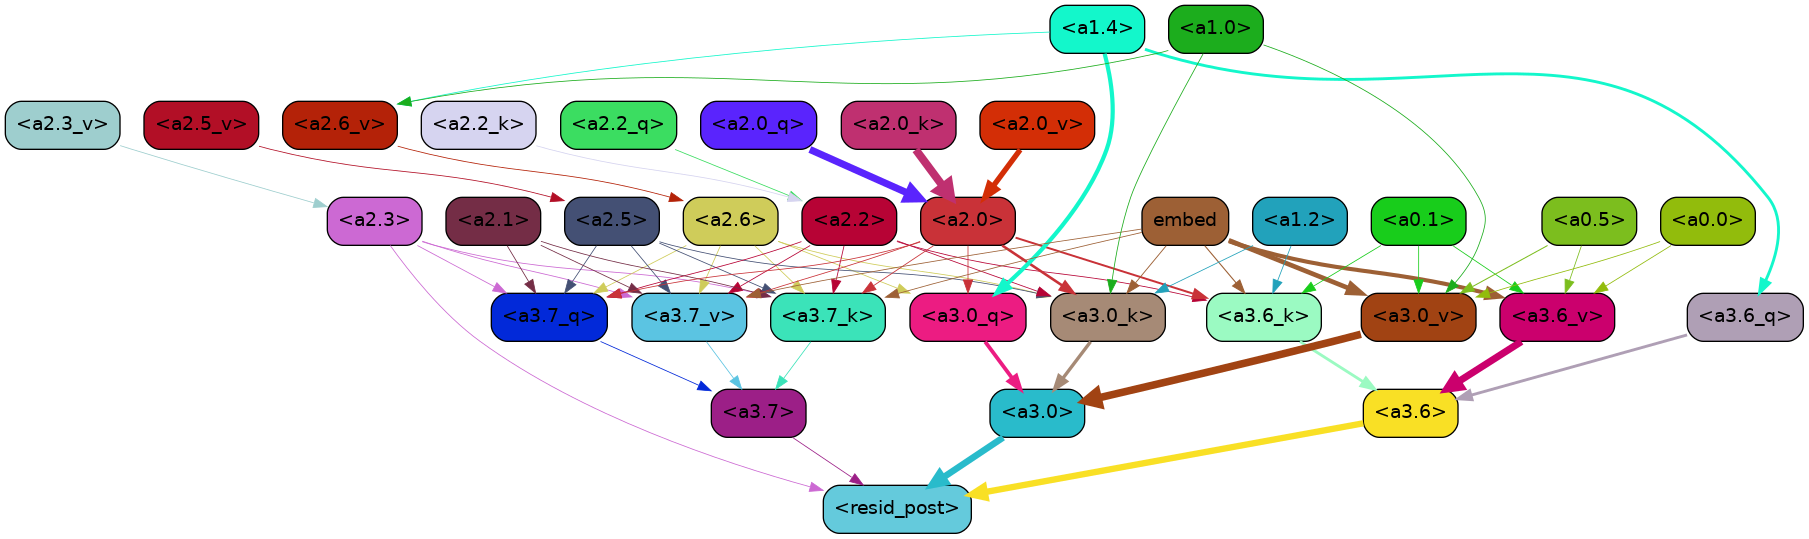 <a1.4> <a1.0>
<a2.3_v> <a2.5_v> <a2.6_v> <a2.2_k> <a2.2_q> <a2.0_q> <a2.0_k> <a2.0_v>
<a2.3> <a2.1> <a2.5> <a2.6> <a2.2> <a2.0> embed <a1.2> <a0.1> <a0.5> <a0.0>
<a3.7_q> <a3.7_v> <a3.7_k> <a3.0_q> <a3.0_k> <a3.6_k> <a3.0_v> <a3.6_v> <a3.6_q>
<a3.7> <a3.0> <a3.6>
<resid_post>